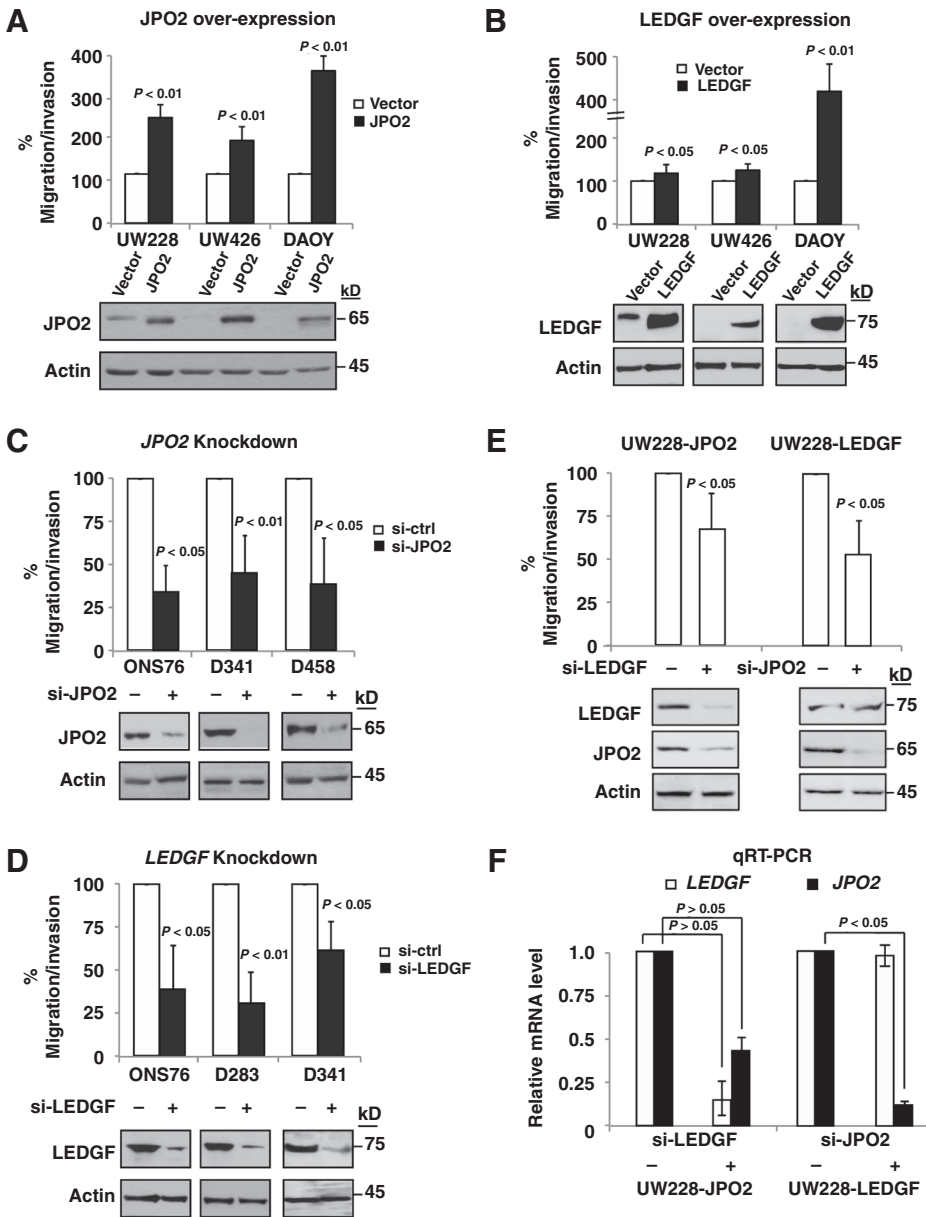 A
JPO2 over-expression
%
Migration/invasion
400
300
200
100
0
P < 0.01
P < 0.01
P < 0.01
Vector
JPO2
UW228
UW426
DAOY
Vector
JPO2
Vector
JPO2
Vector
JPO2
kD
JPO2
65
Actin
45
B
LEDGF over-expression
%
Migration/invasion
500
400
200
100
0
P < 0.05
P < 0.05
P < 0.01
Vector
LEDGF
UW228
UW426
DAOY
Vector
LEDGF
Vector
LEDGF
Vector
LEDGF
kD
LEDGF
75
Actin
45
C
JPO2 Knockdown
%
Migration/invasion
100
75
50
25
0
P < 0.05
P < 0.01
P < 0.05
si-ctrl
si-JPO2
ONS76
D341
D458
si-JPO2
– + – + – +
kD
JPO2
65
Actin
45
D
LEDGF Knockdown
%
Migration/invasion
100
75
50
25
0
P < 0.05
P < 0.01
P < 0.05
si-ctrl
si-LEDGF
ONS76
D283
D341
si-LEDGF
– + – + – +
kD
LEDGF
75
Actin
45
E
UW228-JPO2
UW228-LEDGF
%
Migration/invasion
100
75
50
25
0
P < 0.05
P < 0.05
si-LEDGF – +
si-JPO2 – +
kD
LEDGF
75
JPO2
65
Actin
45
F
qRT-PCR
LEDGF
JPO2
Relative mRNA level
1.0
0.75
0.5
0.25
0
P > 0.05
P > 0.05
P < 0.05
si-LEDGF
si-JPO2
– + – +
UW228-JPO2
UW228-LEDGF